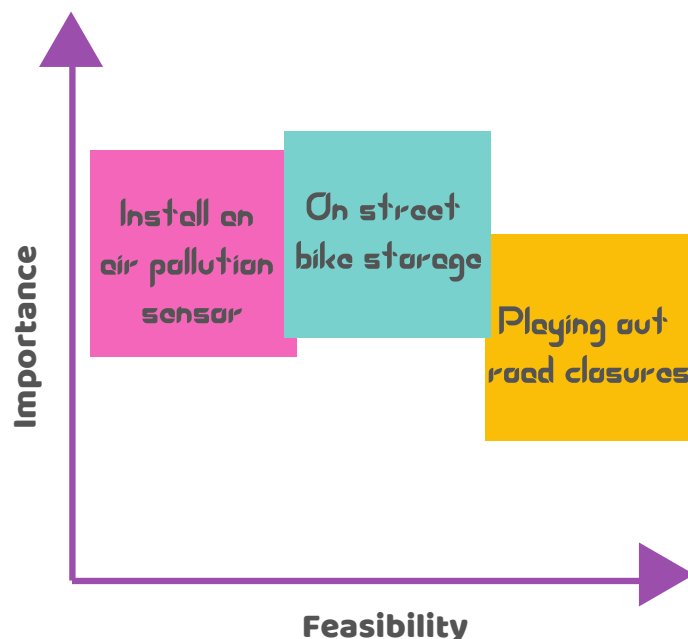 Install an
air pollution
sensor
On street
bike storage
Playing out
road closures
Importance
Feasibility